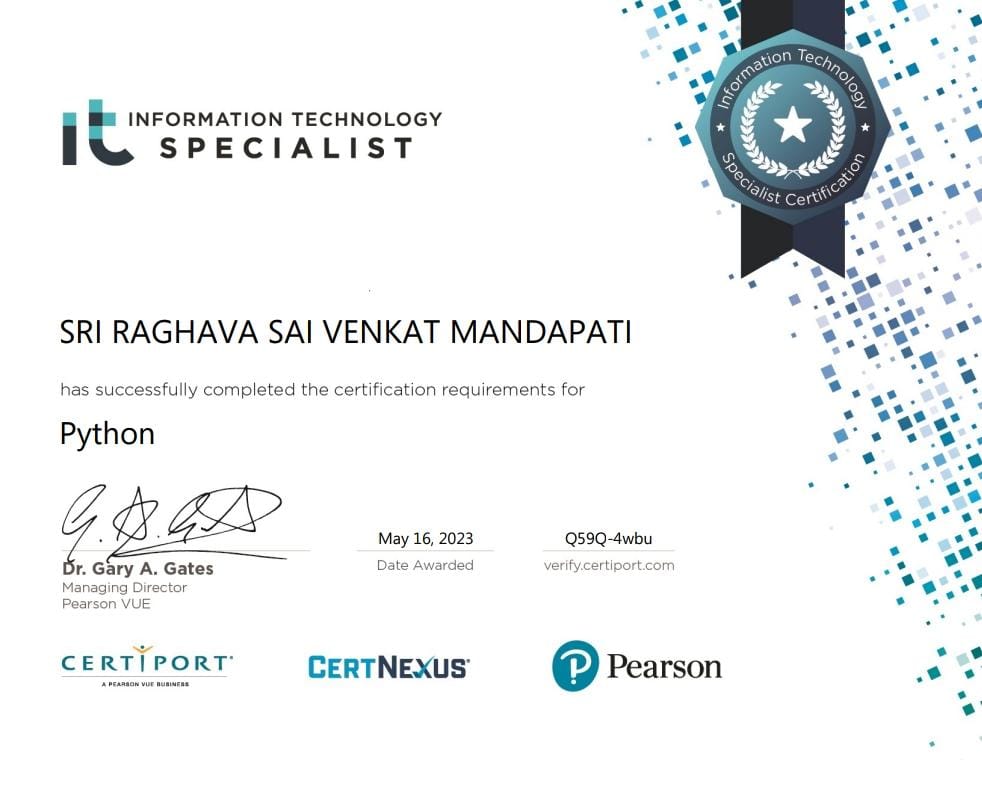 Information Technology
Specialist Certification
it INFORMATION TECHNOLOGY
SPECIALIST
SRI RAGHAVA SAI VENKAT MANDAPATI
has successfully completed the certification requirements for
Python
G. A. Gates
Dr. Gary A. Gates
Managing Director
Pearson VUE
May 16, 2023
Date Awarded
Q59Q-4wbu
verify.certiport.com
CERTIPORT
A PEARSON VUE BUSINESS
CERTNEXUS
P Pearson